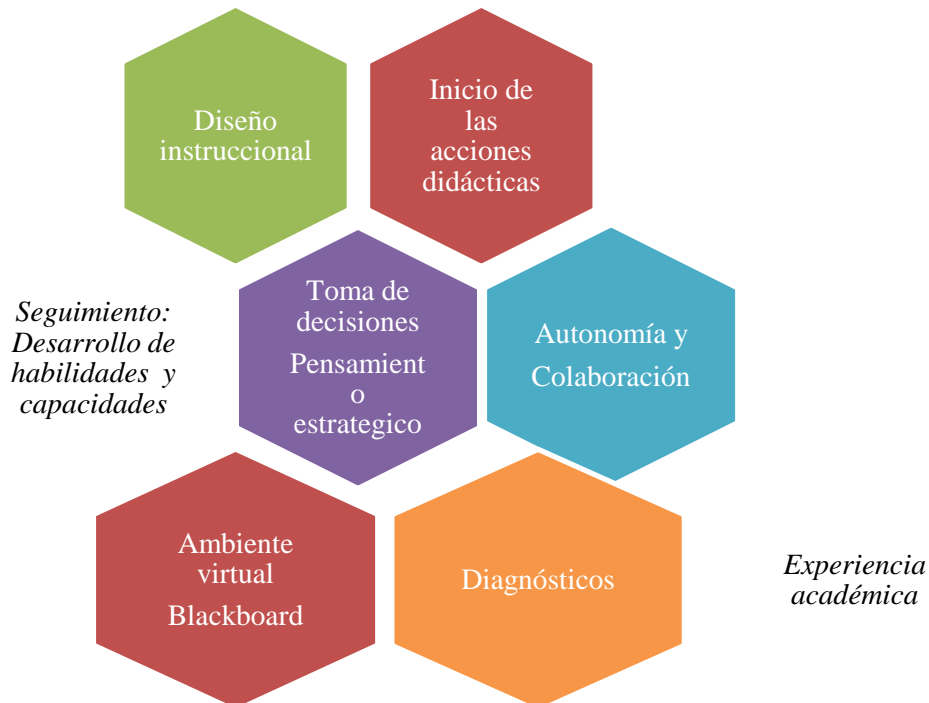 Diseño
instruccional
Inicio de
las
acciones
didácticas
Seguimiento:
Desarrollo de
habilidades y
capacidades
Toma de
decisiones
Pensamient
o
estrategico
Autonomía y
Colaboración
Ambiente
virtual
Blackboard
Diagnósticos
Experiencia
académica